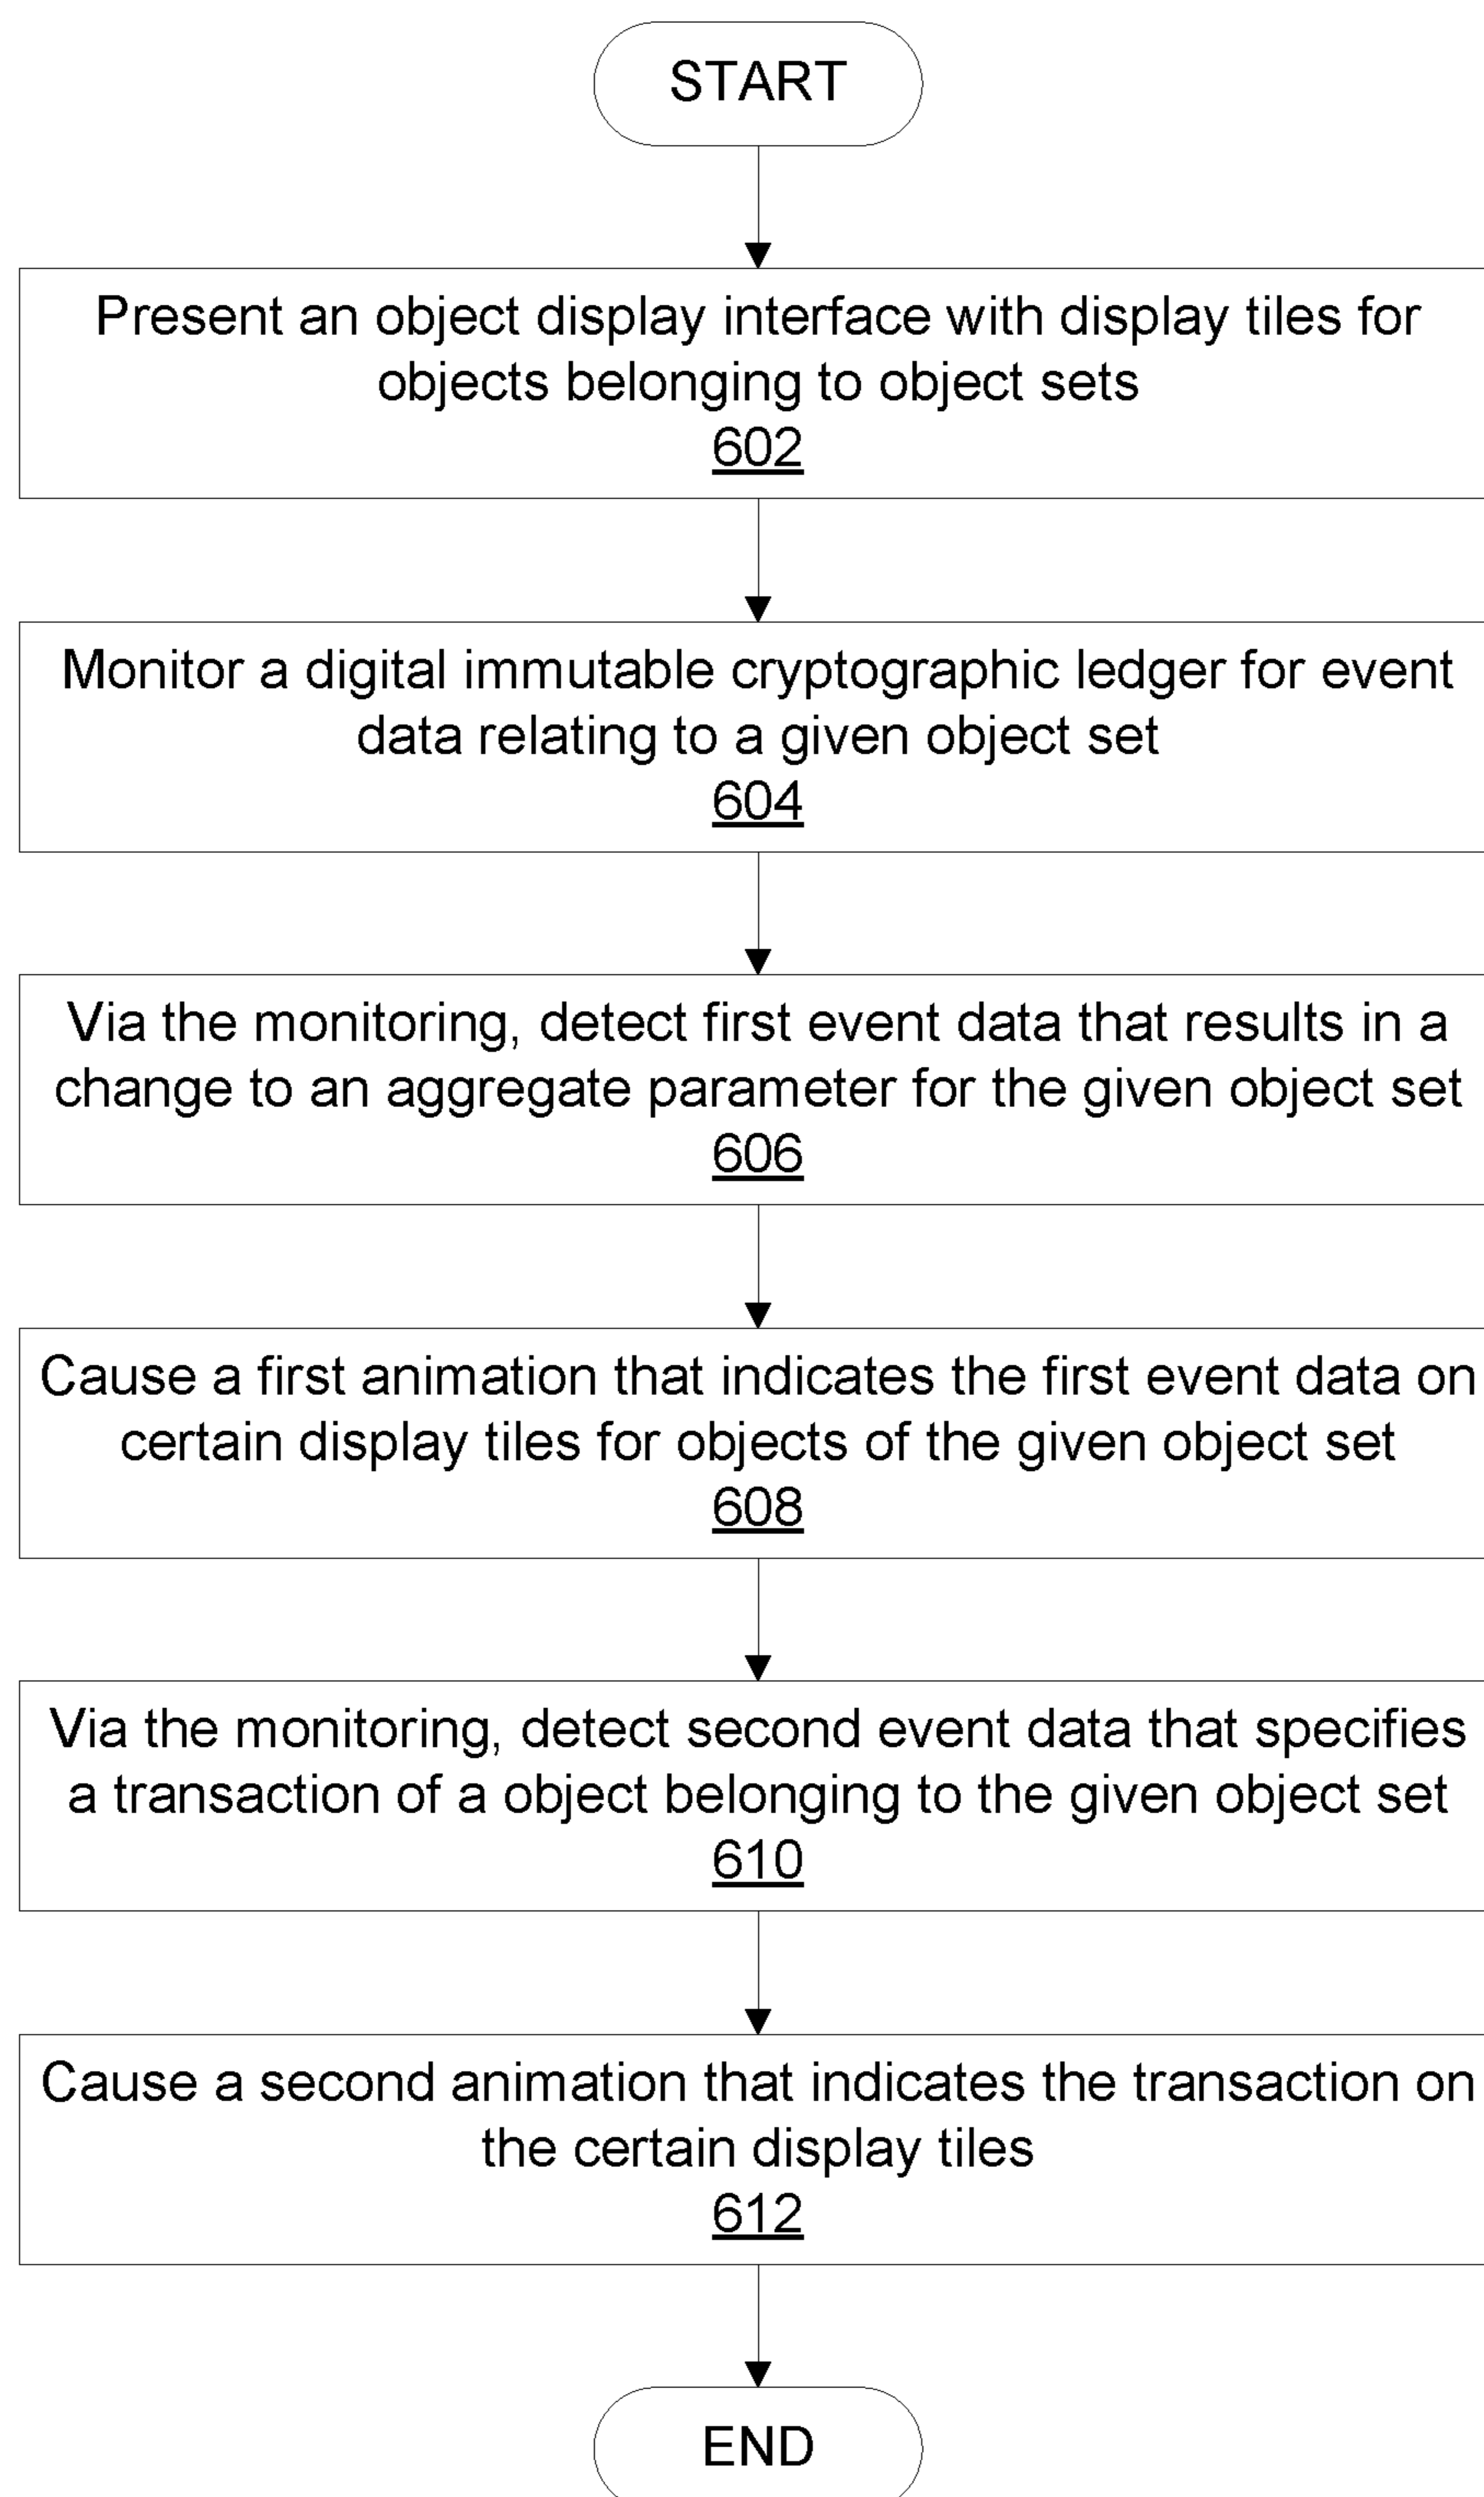 START
Present an object display interface with display tiles for
objects belonging to object sets
602
Monitor a digital immutable cryptographic ledger for event
data relating to a given object set
604
Via the monitoring, detect first event data that results in a
change to an aggregate parameter for the given object set
606
Cause a first animation that indicates the first event data on
certain display tiles for objects of the given object set
608
Via the monitoring, detect second event data that specifies
a transaction of a object belonging to the given object set
610
Cause a second animation that indicates the transaction on
the certain display tiles
612
END